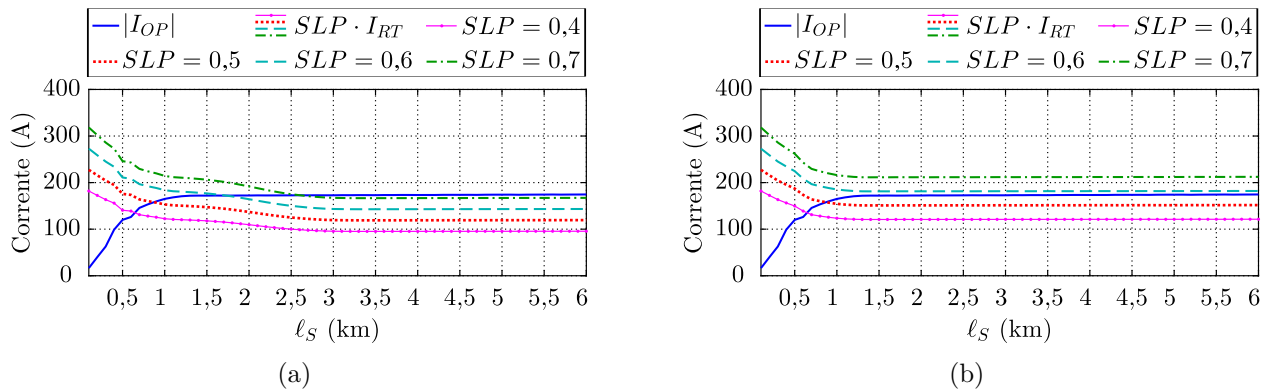 |I_OP| SLP · I_RT SLP = 0,4
SLP = 0,5 SLP = 0,6 SLP = 0,7
400
300
200
100
0
Corrente (A)
0,5 1 1,5 2 2,5 3 3,5 4 4,5 5 5,5 6
ℓ_S (km)
(a)
|I_OP| SLP · I_RT SLP = 0,4
SLP = 0,5 SLP = 0,6 SLP = 0,7
400
300
200
100
0
Corrente (A)
0,5 1 1,5 2 2,5 3 3,5 4 4,5 5 5,5 6
ℓ_S (km)
(b)